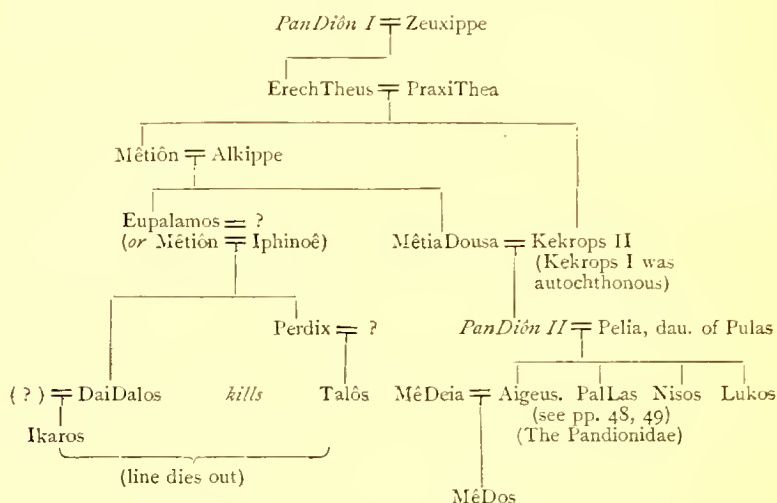 PanDiôn I = Zeuxippe
ErechTheus = PraxiThea
Mêtiôn = Alkippe
Eupalamos = ?
(or Mêtiôn = Iphinoê)
MêtiaDousa = Kekrops II
(Kekrops I was
autochthonous)
Perdix = ?
PanDiôn II = Pelia, dau. of Pulas
(?) = DaiDalos kills Talôs
MêDeia = Aigeus. PalLas Nisos Lukos
(see pp. 48, 49)
(The Pandionidae)
Ikaros
(line dies out)
MêDos